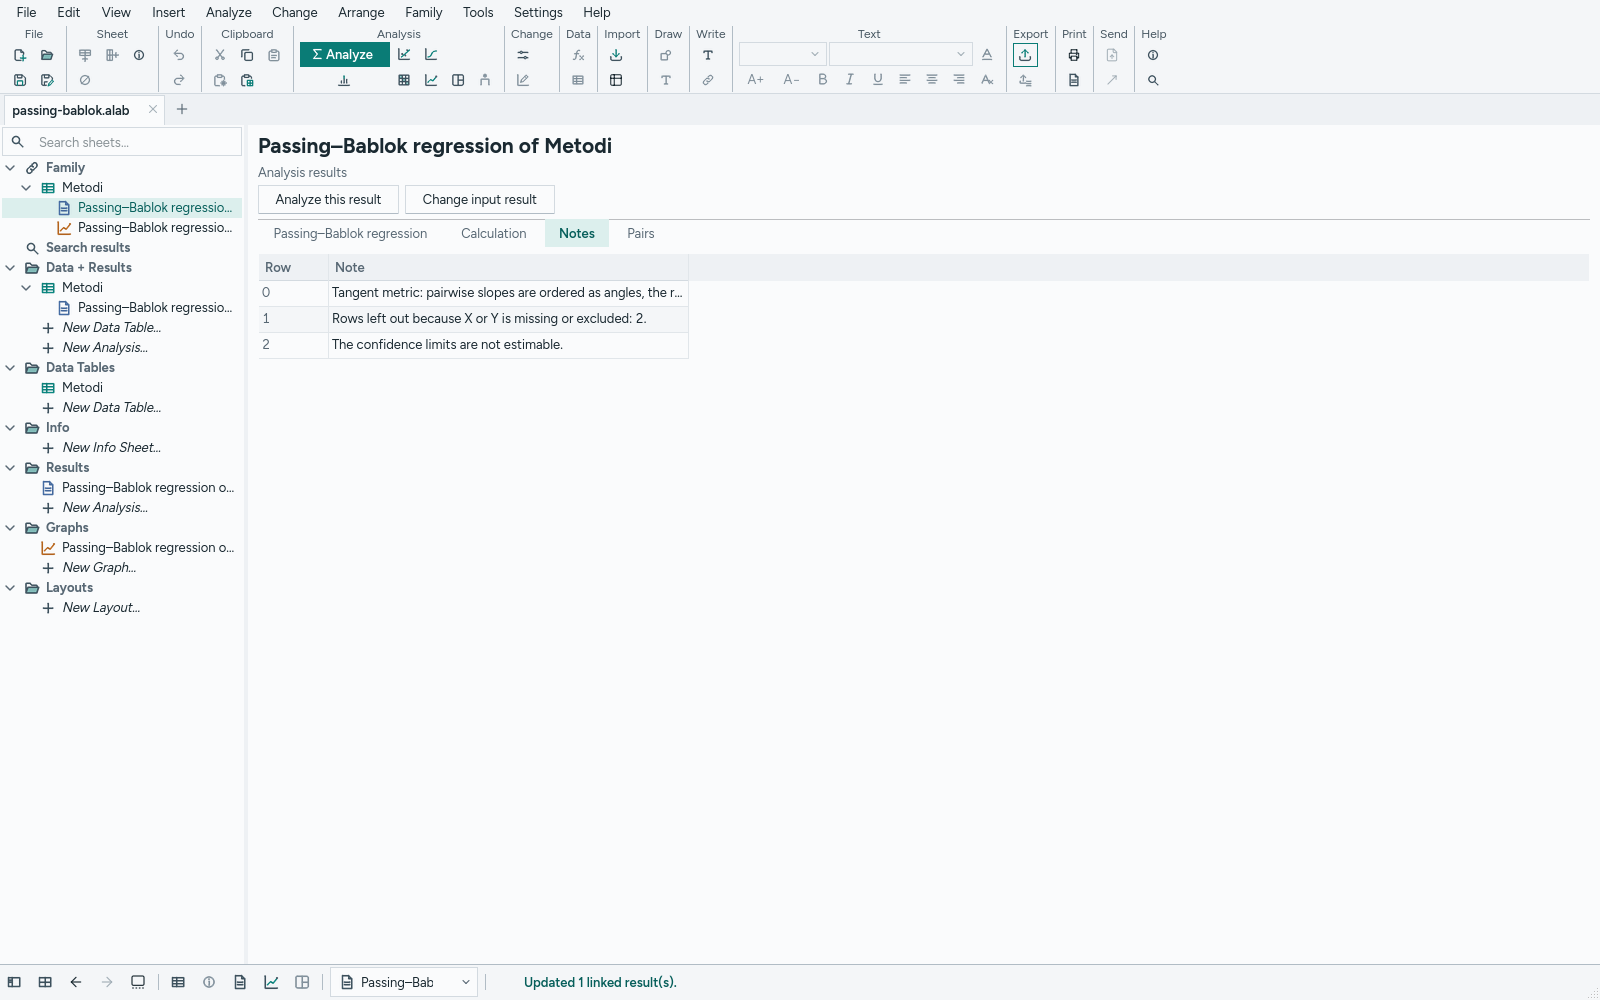 File Edit View Insert Analyze Change Arrange Family Tools Settings Help
File Sheet Undo Clipboard Analysis Change Data Import Draw Write Text Export Print Send Help
Σ Analyze
A+ A− B I U
passing-bablok.alab
Search sheets...
Family
Metodi
Passing–Bablok regressio...
Passing–Bablok regressio...
Search results
Data + Results
Metodi
Passing–Bablok regressio...
New Data Table...
New Analysis...
Data Tables
Metodi
New Data Table...
Info
New Info Sheet...
Results
Passing–Bablok regression o...
New Analysis...
Graphs
Passing–Bablok regression o...
New Graph...
Layouts
New Layout...
Passing–Bablok regression of Metodi
Analysis results
Analyze this result Change input result
Passing–Bablok regression Calculation Notes Pairs
Row Note
0 Tangent metric: pairwise slopes are ordered as angles, the r...
1 Rows left out because X or Y is missing or excluded: 2.
2 The confidence limits are not estimable.
Passing–Bab
Updated 1 linked result(s).